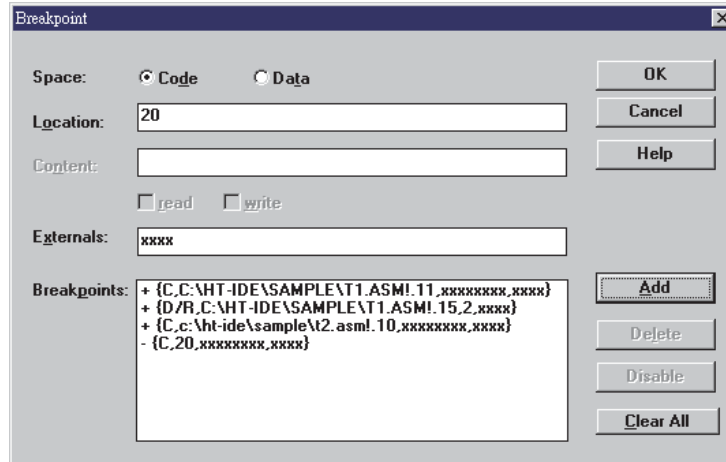 Breakpoint
Space: Code Data OK
Location: 20 Cancel
Content: Help
read write
Externals: xxxx
Breakpoints: + {C,C:\HT-IDE\SAMPLE\T1.ASM!.11,xxxxxxxx,xxxx} Add
+ {D/R,C:\HT-IDE\SAMPLE\T1.ASM!.15,2,xxxx}
+ {C,c:\ht-ide\sample\t2.asm!.10,xxxxxxxx,xxxx}
- {C,20,xxxxxxxx,xxxx}
Delete
Disable
Clear All